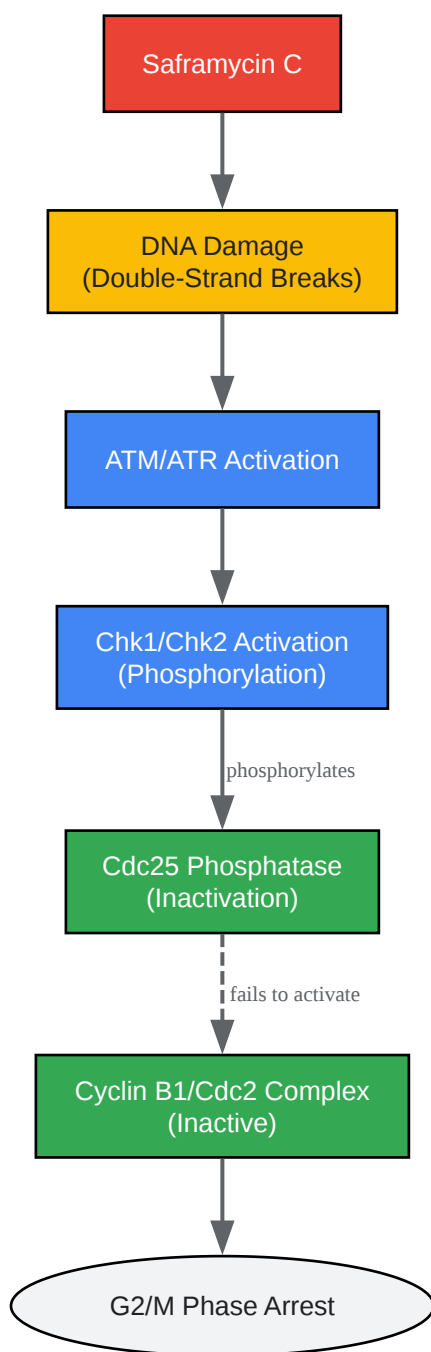 Saframycin C
DNA Damage
(Double-Strand Breaks)
ATM/ATR Activation
Chk1/Chk2 Activation
(Phosphorylation)
phosphorylates
Cdc25 Phosphatase
(Inactivation)
fails to activate
Cyclin B1/Cdc2 Complex
(Inactive)
G2/M Phase Arrest